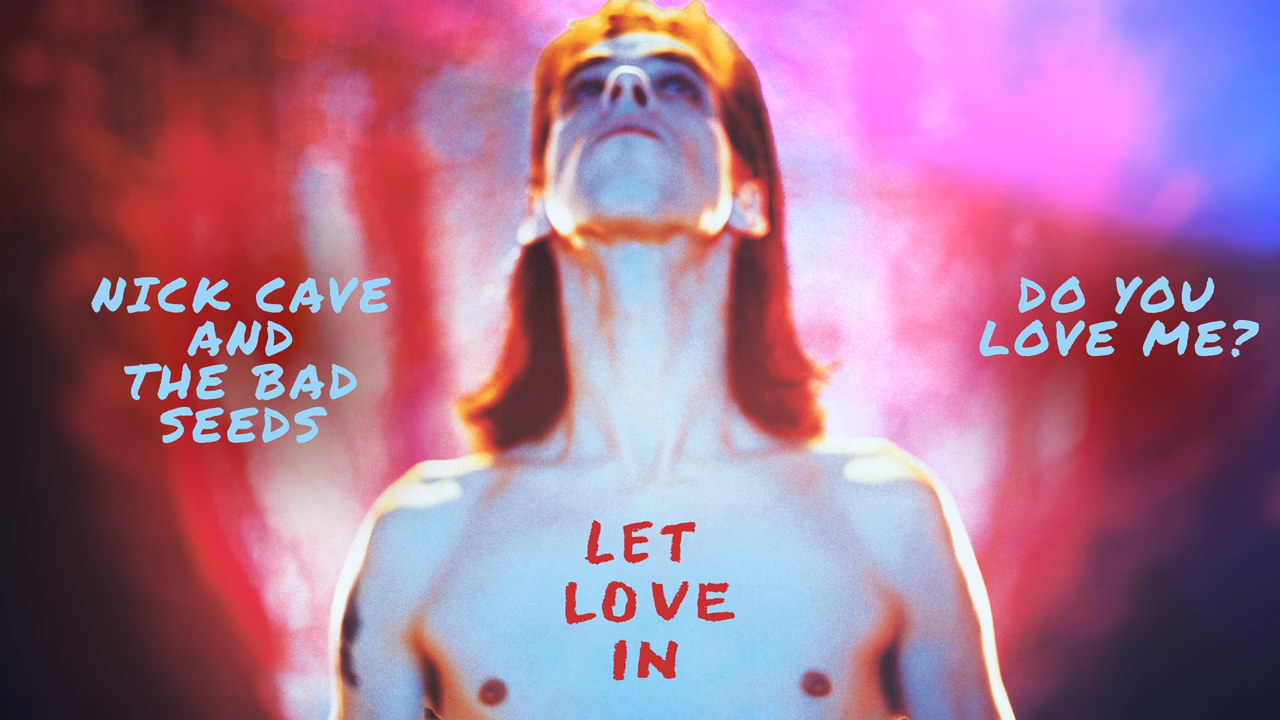 NICK CAVE
AND
THE BAD
SEEDS
DO YOU
LOVE ME?
LET
LOVE
IN